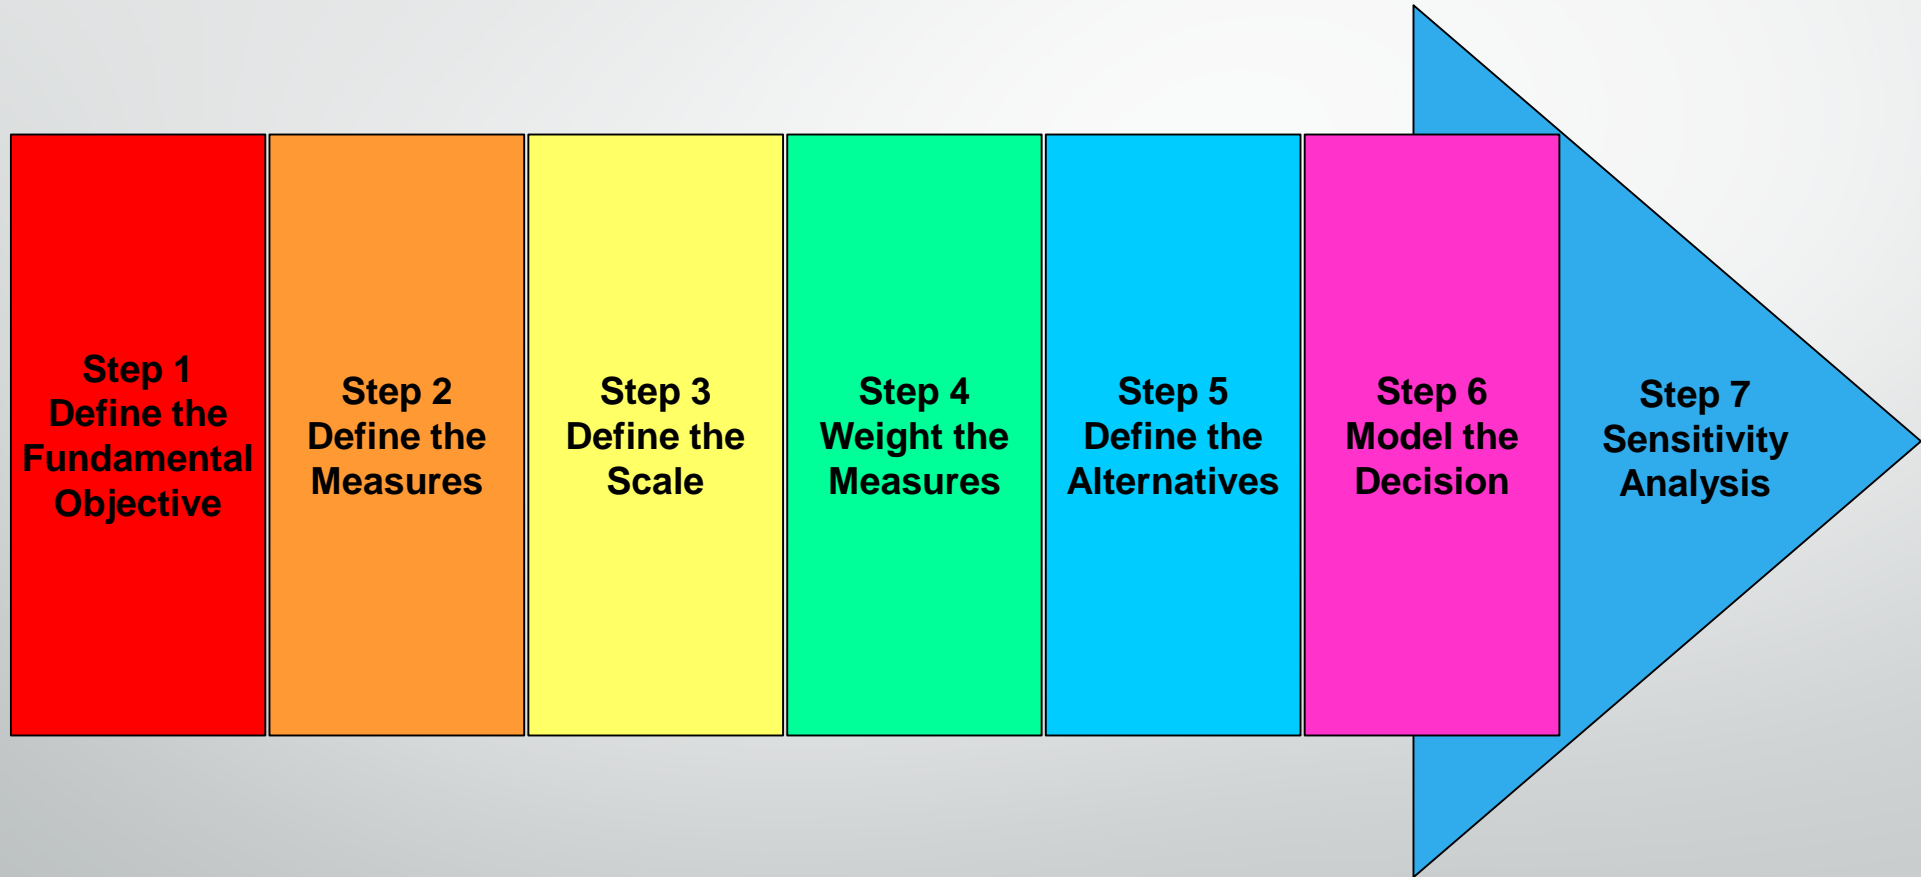 Step 1
Define the
Fundamental
Objective
Step 2
Define the
Measures
Step 3
Define the
Scale
Step 4
Weight the
Measures
Step 5
Define the
Alternatives
Step 6
Model the
Decision
Step 7
Sensitivity
Analysis